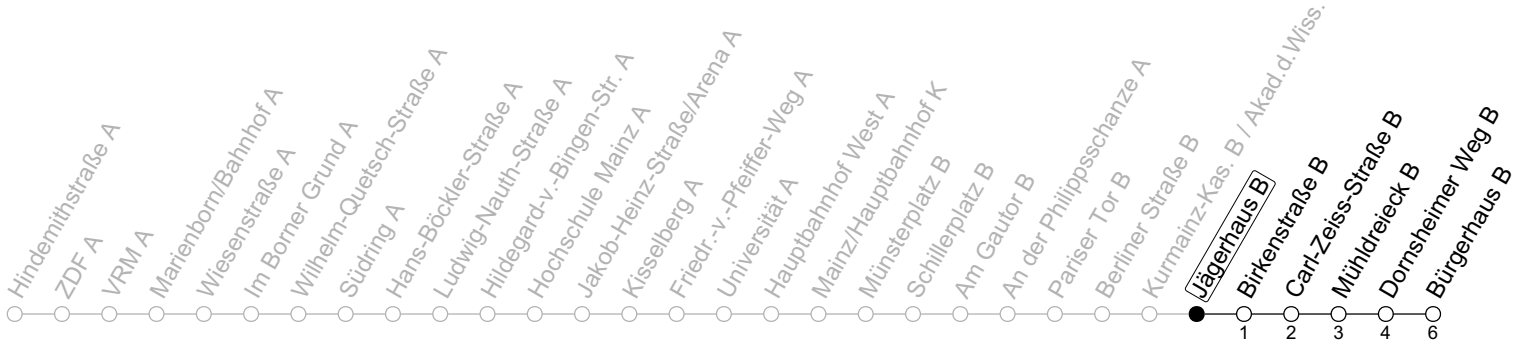 Hindemithstraße A
ZDF A
VRM A
Marienborn/Bahnhof A
Wiesenstraße A
Im Borner Grund A
Wilhelm-Quetsch-Straße A
Südring A
Hans-Böckler-Straße A
Ludwig-Nauth-Straße A
Hildegard-v.-Bingen-Str. A
Hochschule Mainz A
Jakob-Heinz-Straße/Arena A
Kisselberg A
Friedr.-v.-Pfeiffer-Weg A
Universität A
Hauptbahnhof West A
Mainz/Hauptbahnhof K
Münsterplatz B
Schillerplatz B
Am Gautor B
An der Philippsschanze A
Pariser Tor B
Berliner Straße B
Kurmainz-Kas. B / Akad.d.Wiss.
Jägerhaus B
Birkenstraße B
Carl-Zeiss-Straße B
Mühldreieck B
Dornsheimer Weg B
Bürgerhaus B
1 2 3 4 6